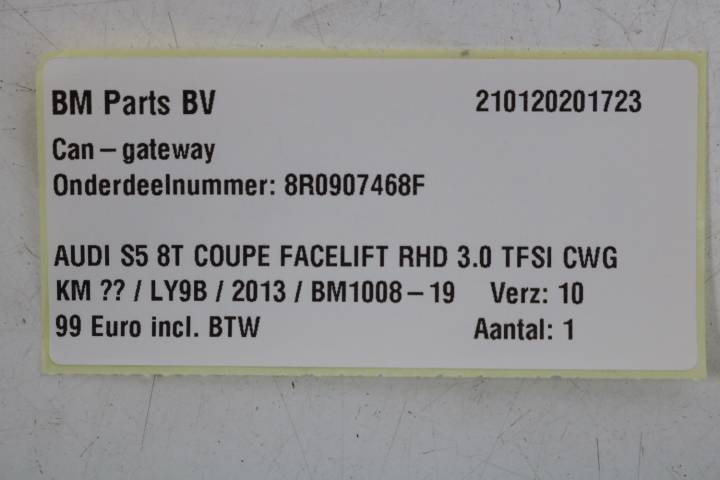 BM Parts BV 210120201723
Can-gateway
Onderdeelnummer: 8R0907468F
AUDI S5 8T COUPE FACELIFT RHD 3.0 TFSI CWG
KM ?? / LY9B / 2013 / BM1008-19 Verz: 10
99 Euro incl. BTW Aantal: 1